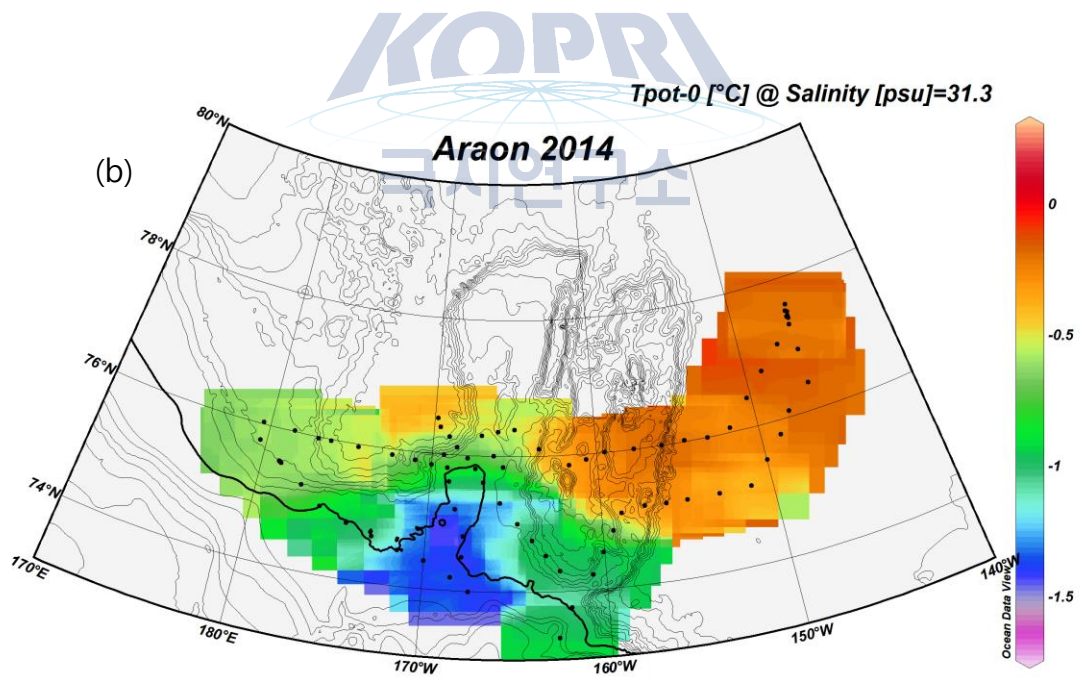 KOPRI
Tpot-0 [°C] @ Salinity [psu]=31.3
Araon 2014
(b)
극지연구소
80°N
78°N
76°N
74°N
170°E
180°E
170°W
160°W
150°W
140°W
0
-0.5
-1
-1.5
Ocean Data View